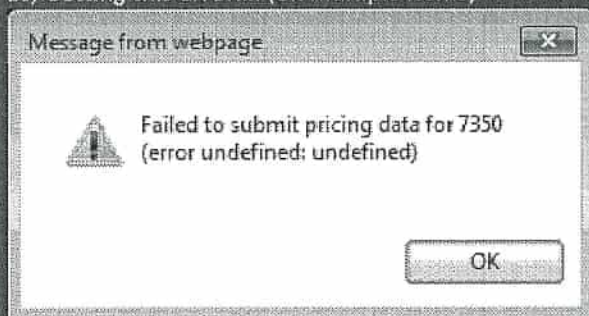 Message from webpage
Failed to submit pricing data for 7350
(error undefined: undefined)
OK